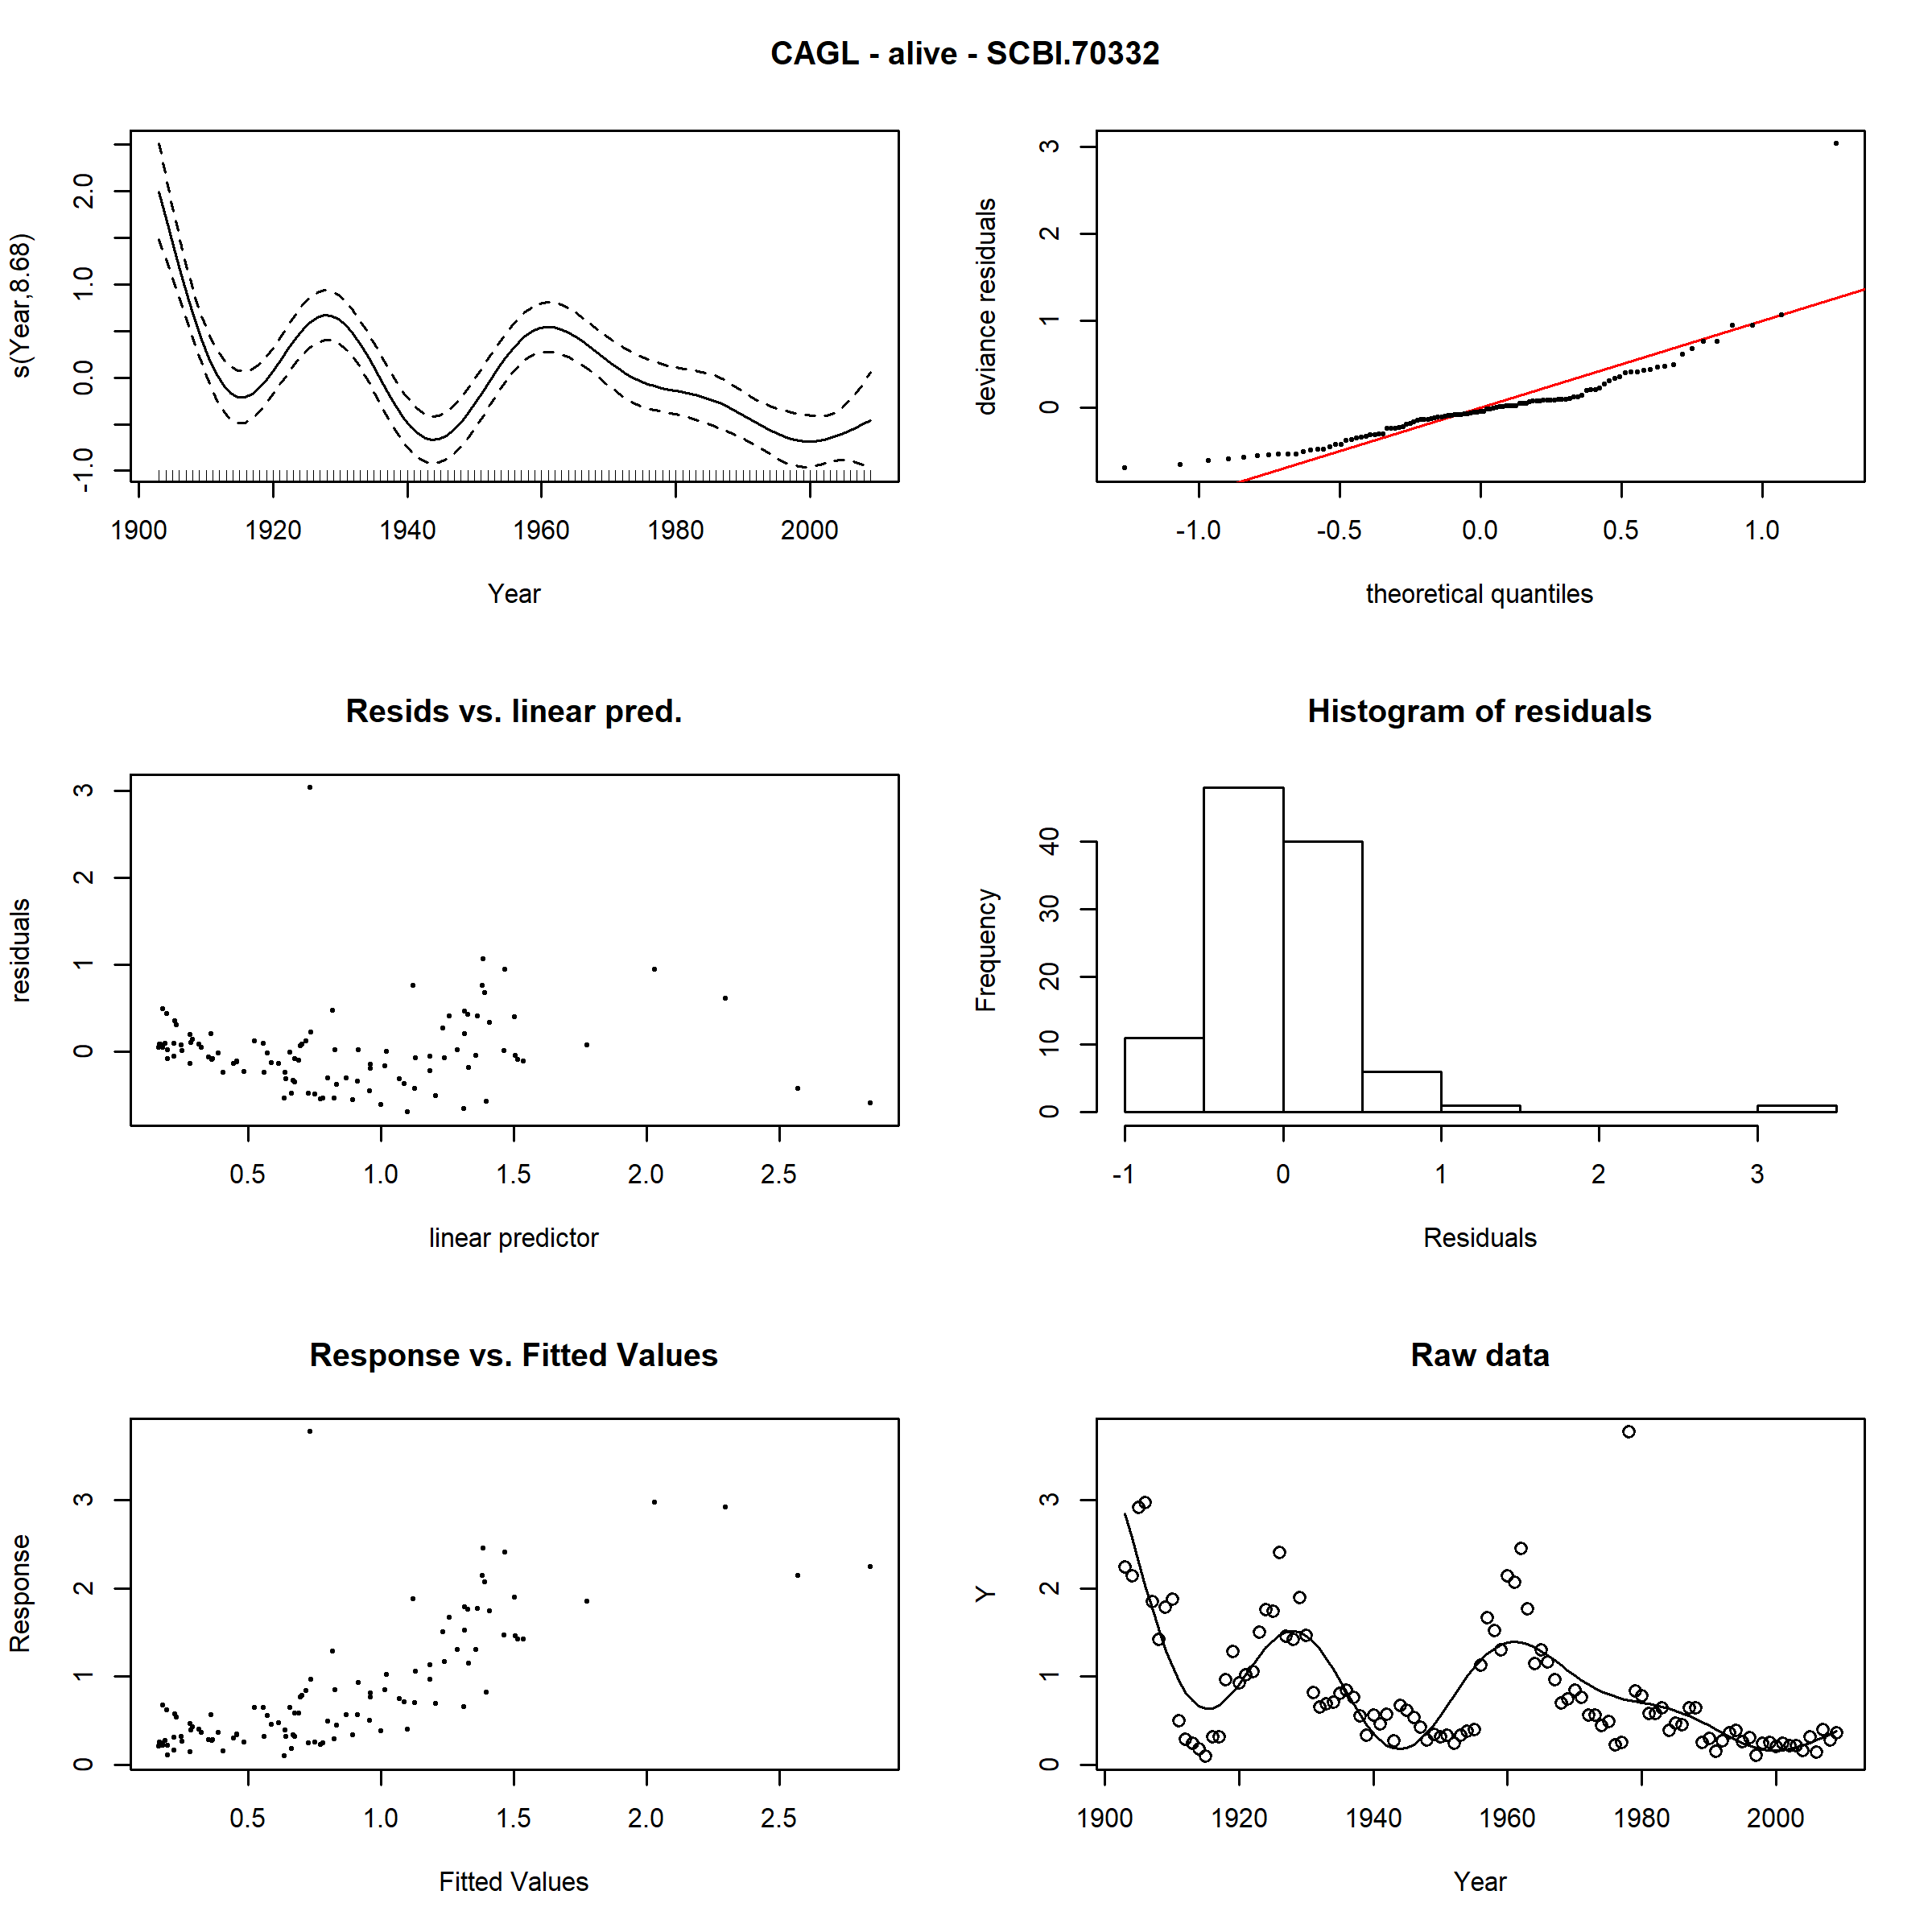 CAGL - alive - SCBI.70332
s(Year,8.68)
-1.0 0.0 1.0 2.0
1900 1920 1940 1960 1980 2000
Year
deviance residuals
0 1 2 3
-1.0 -0.5 0.0 0.5 1.0
theoretical quantiles
Resids vs. linear pred.
residuals
0 1 2 3
0.5 1.0 1.5 2.0 2.5
linear predictor
Histogram of residuals
Frequency
0 10 20 30 40
-1 0 1 2 3
Residuals
Response vs. Fitted Values
Response
0 1 2 3
0.5 1.0 1.5 2.0 2.5
Fitted Values
Raw data
Y
0 1 2 3
1900 1920 1940 1960 1980 2000
Year